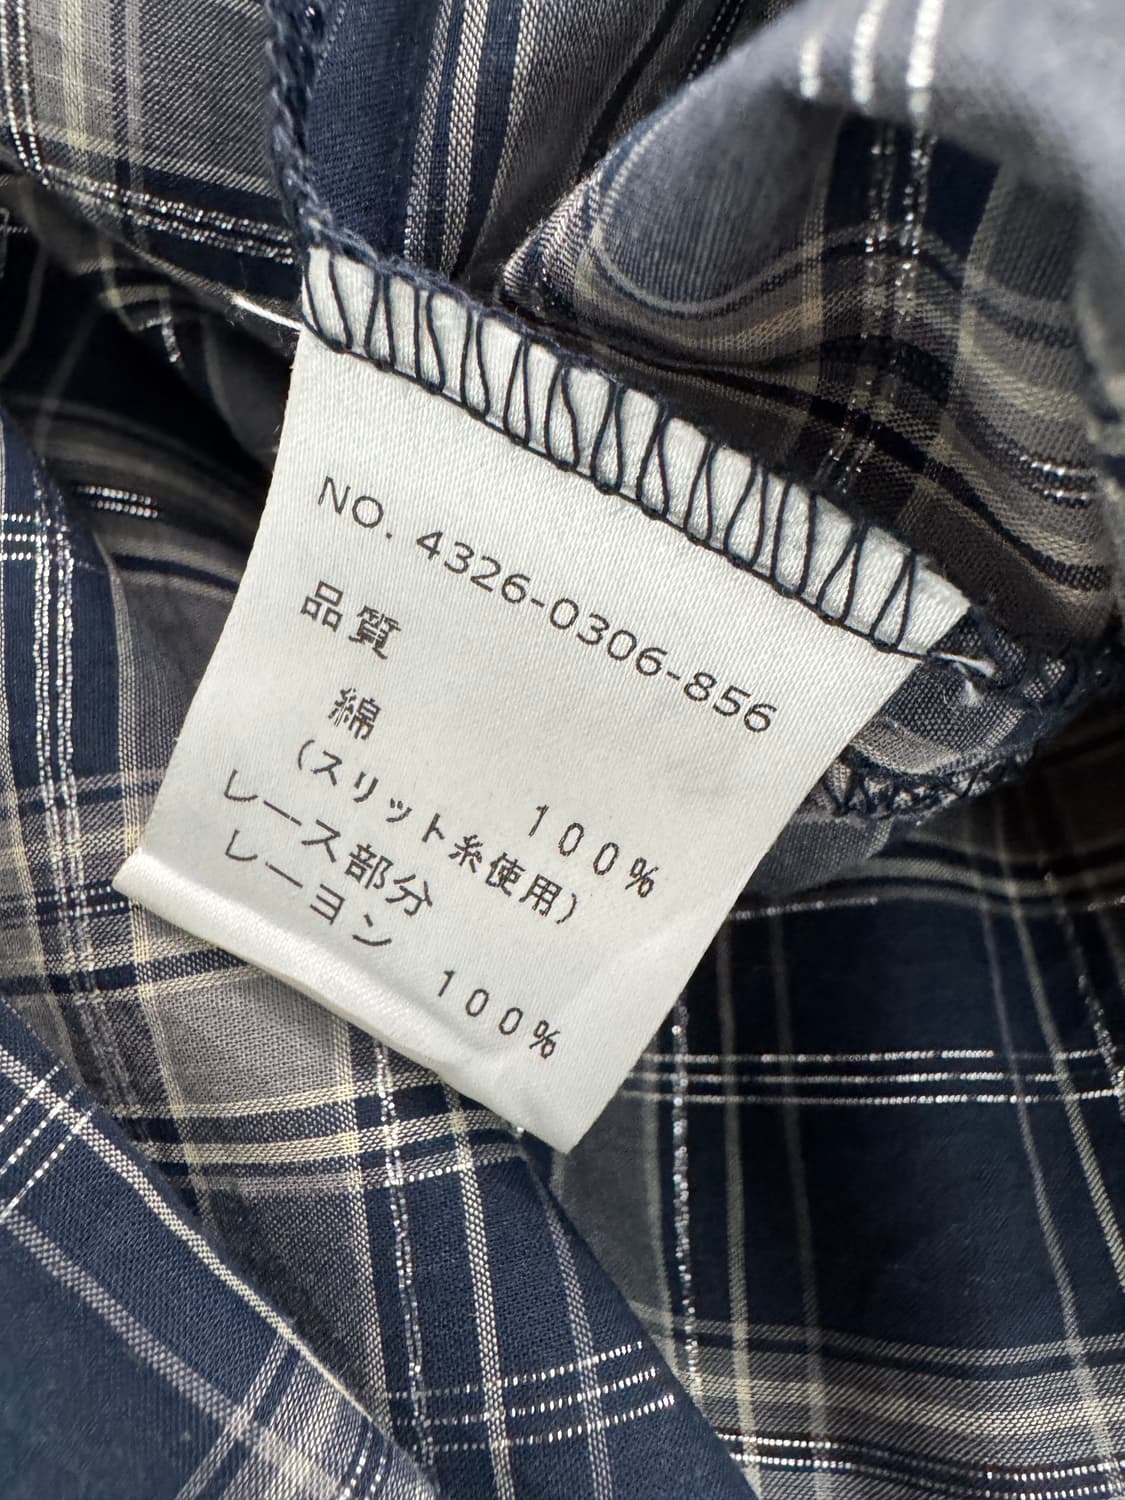 NO. 4326-0306-856
品質
綿 100%
(スリット糸使用)
レース部分
レーヨン 100%